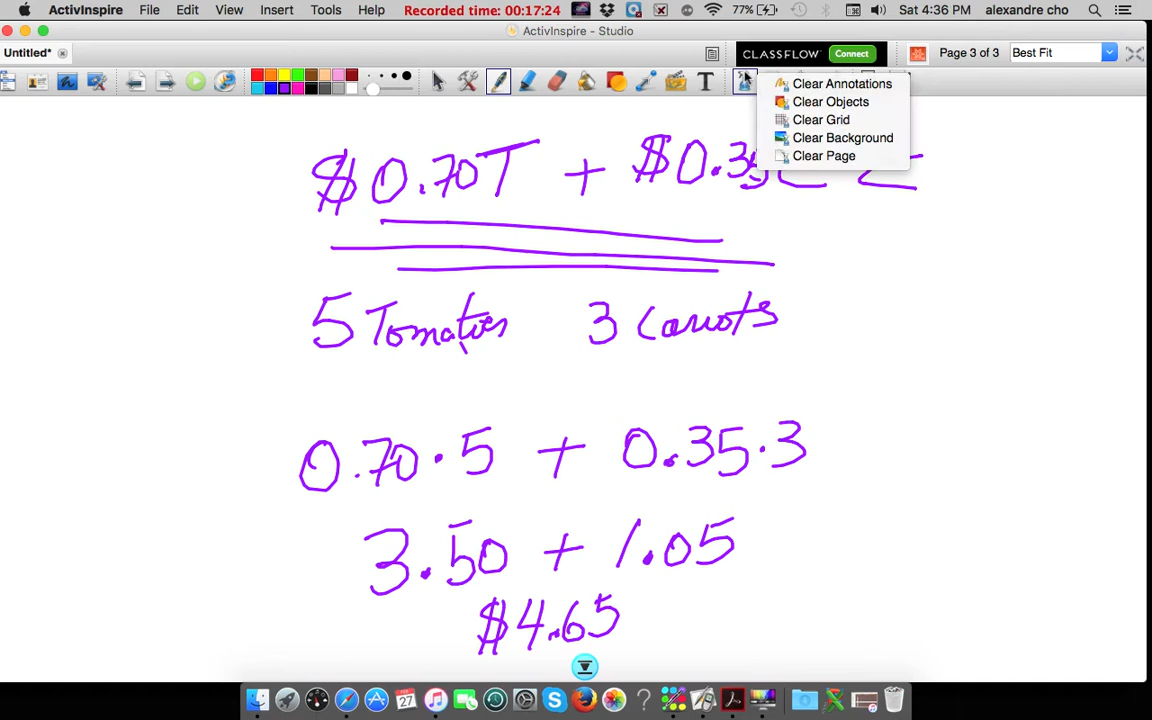 ActivInspire File Edit View Insert Tools Recorded time: 00:17:24 77% Sat 4:36 PM alexandre cho
ActivInspire - Studio
Untitled* CLASSFLOW Connect Page 3 of 3 Best Fit
T
Clear Annotations
Clear Objects
Clear Grid
Clear Background
Clear Page
$0.70T + $0.35C
5 Tomaties 3 Carrots
0.70 · 5 + 0.35 · 3
3.50 + 1.05
$4.65
27